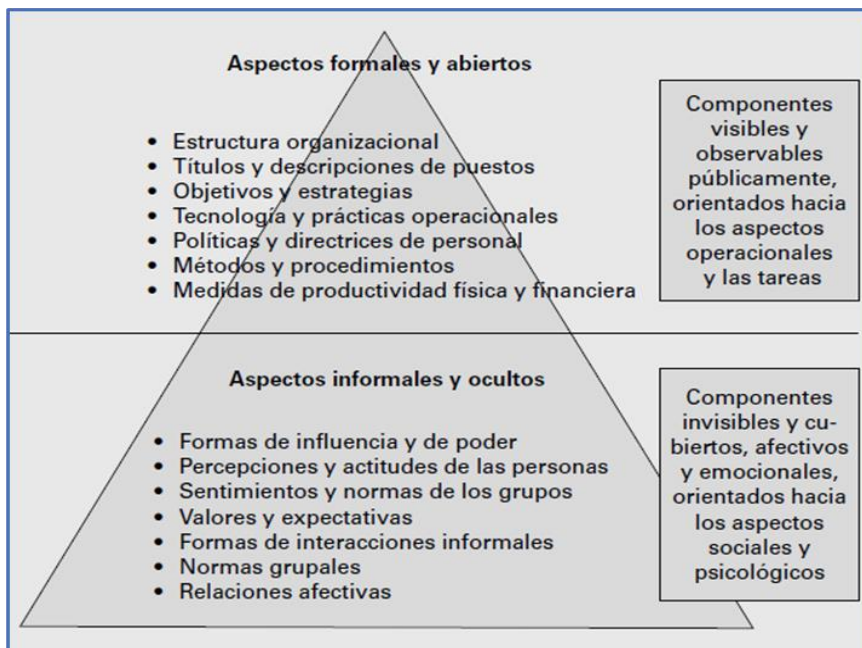 Aspectos formales y abiertos
• Estructura organizacional
• Títulos y descripciones de puestos
• Objetivos y estrategias
• Tecnología y prácticas operacionales
• Políticas y directrices de personal
• Métodos y procedimientos
• Medidas de productividad física y financiera
Componentes
visibles y
observables
públicamente,
orientados hacia
los aspectos
operacionales
y las tareas
Aspectos informales y ocultos
• Formas de influencia y de poder
• Percepciones y actitudes de las personas
• Sentimientos y normas de los grupos
• Valores y expectativas
• Formas de interacciones informales
• Normas grupales
• Relaciones afectivas
Componentes
invisibles y cu-
biertos, afectivos
y emocionales,
orientados hacia
los aspectos
sociales y
psicológicos